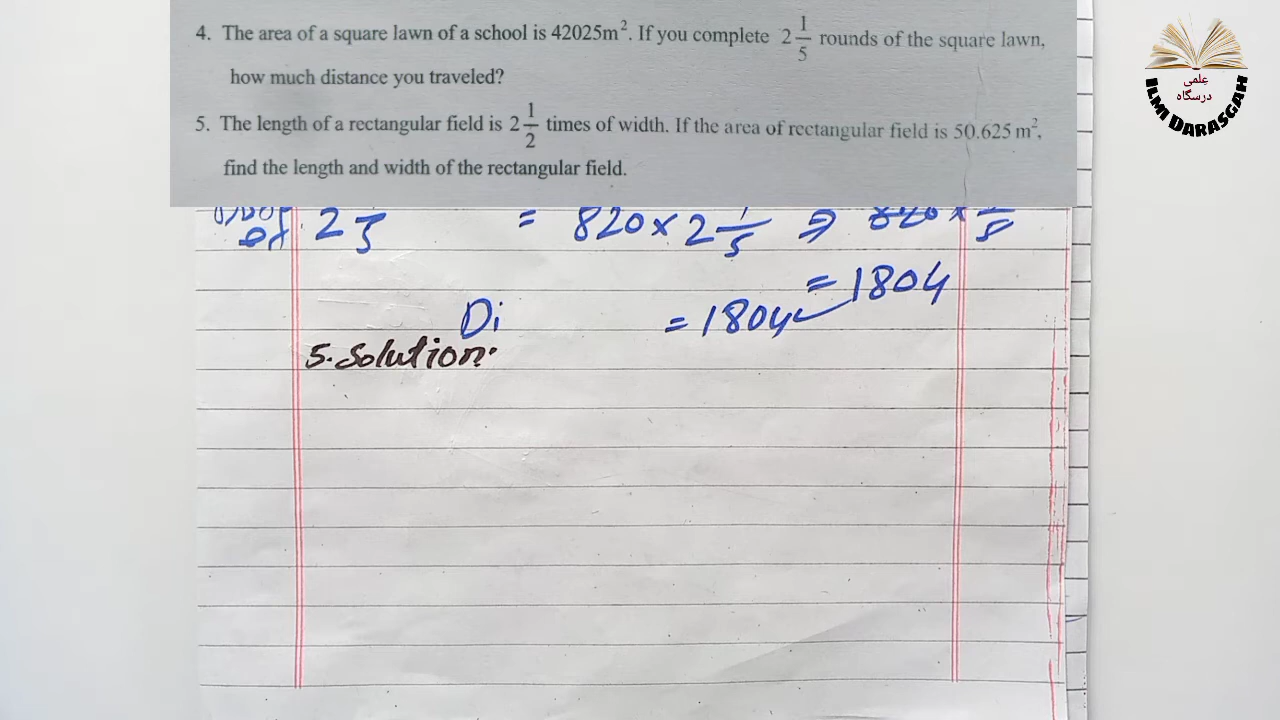 4. The area of a square lawn of a school is 42025m². If you complete 2 1/5 rounds of the square lawn,
how much distance you traveled?
5. The length of a rectangular field is 2 1/2 times of width. If the area of rectangular field is 50.625 m²,
find the length and width of the rectangular field.
علمی
درسگاه
ILM DARASGAH
= 820 × 2 1/5 ⇒
= 1804
Di = 1804
5. Solution: